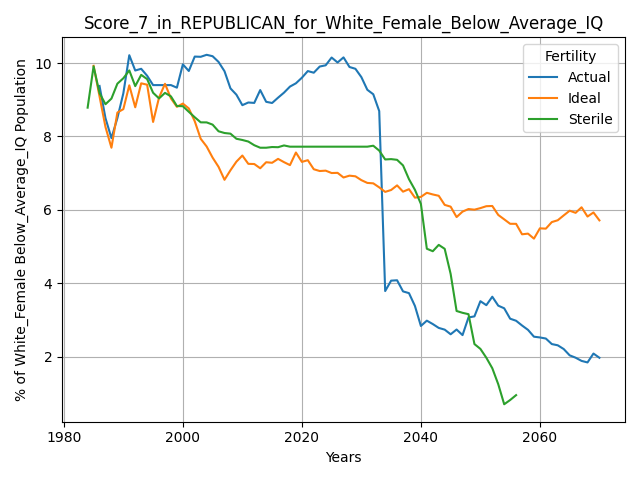 Score_7_in_REPUBLICAN_for_White_Female_Below_Average_IQ
% of White_Female Below_Average_IQ Population
10
8
6
4
2
1980
2000
2020
2040
2060
Years
Fertility
Actual
Ideal
Sterile